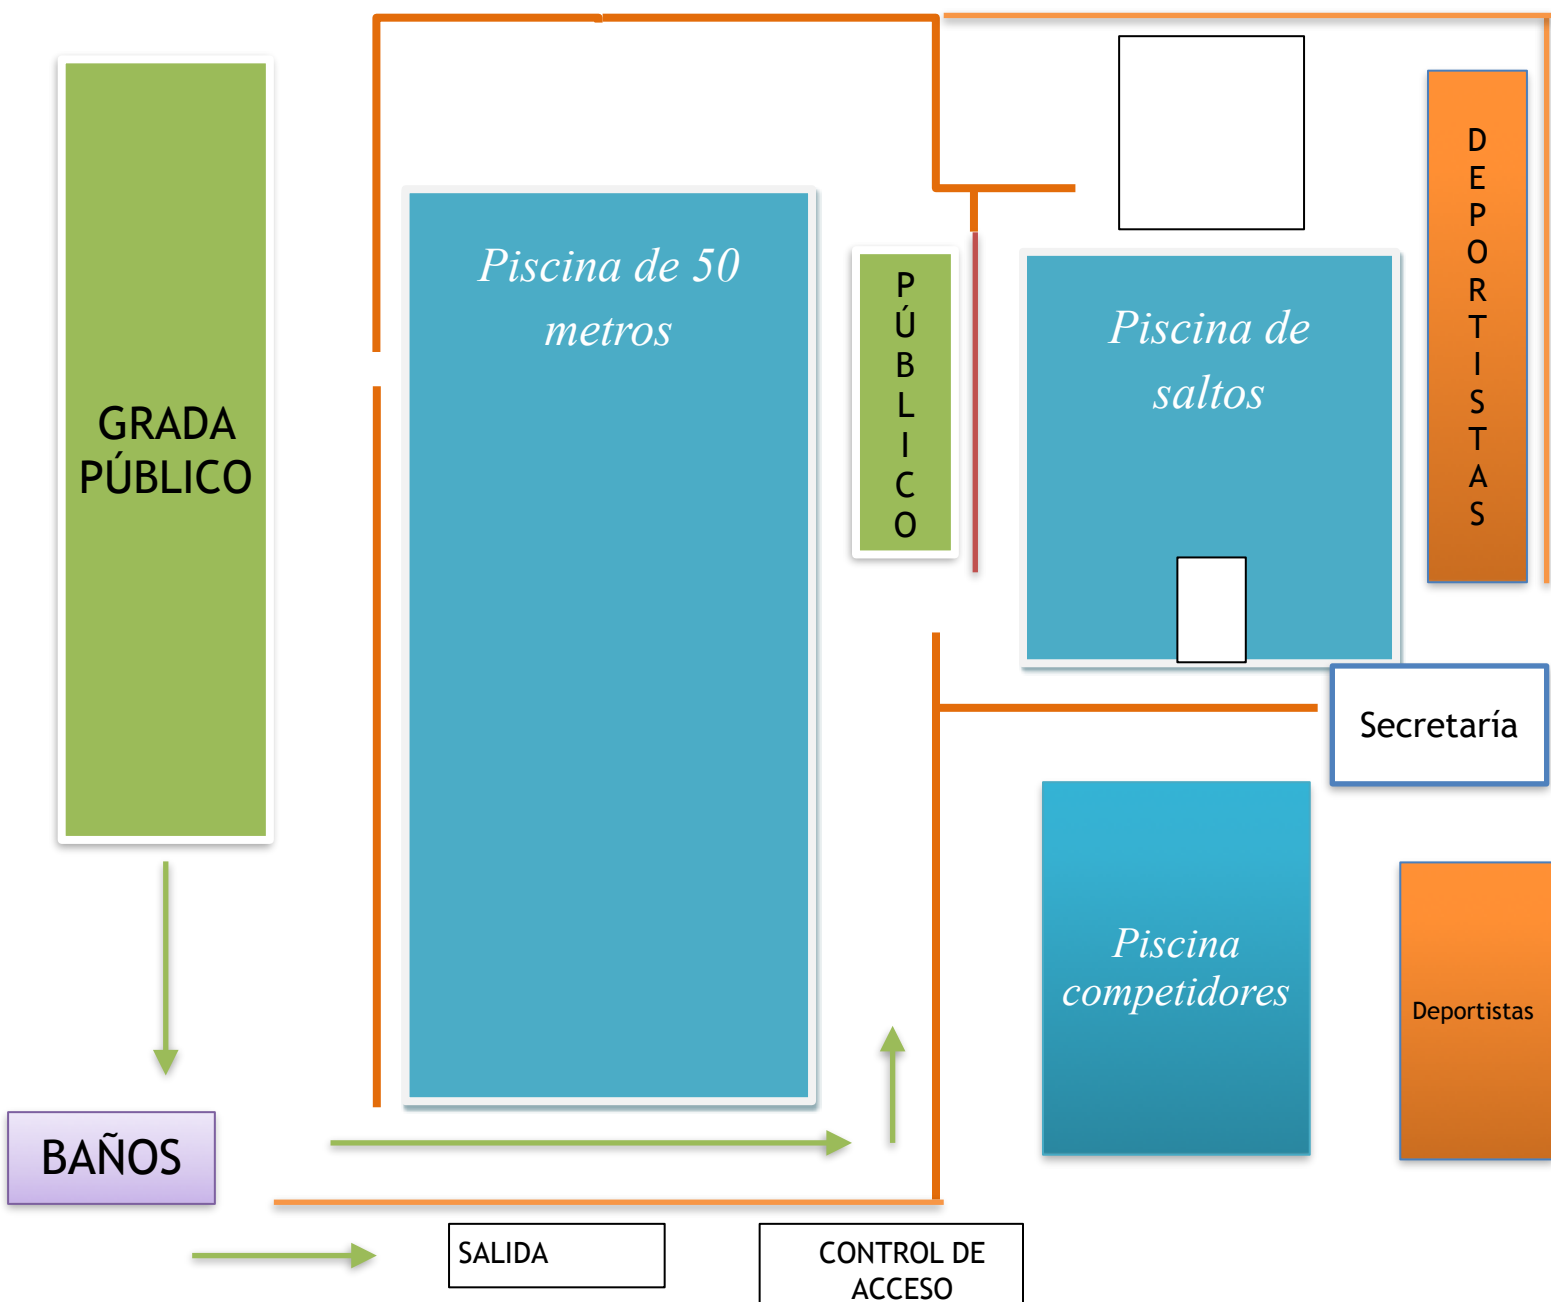 GRADA
PÚBLICO
Piscina de 50
metros
P
Ú
B
L
I
C
O
Piscina de
saltos
D
E
P
O
R
T
I
S
T
A
S
Secretaría
Piscina
competidores
Deportistas
BAÑOS
SALIDA
CONTROL DE
ACCESO